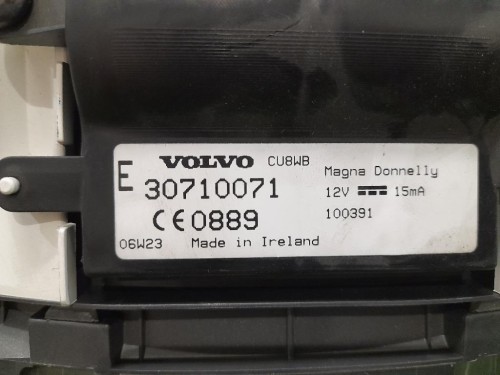 E VOLVO CU8WB
30710071
CE0889
06W23 Made in Ireland
Magna Donnelly
12V 15mA
100391